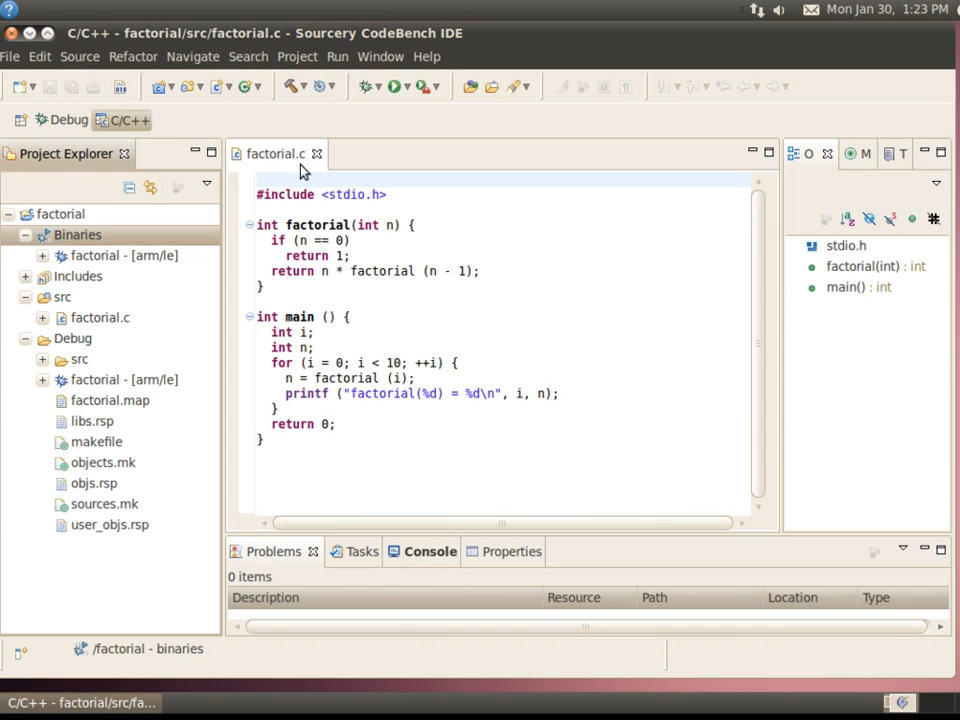 Mon Jan 30, 1:23 PM
C/C++ - factorial/src/factorial.c - Sourcery CodeBench IDE
File Edit Source Refactor Navigate Search Project Run Window Help
Debug C/C++
Project Explorer
factorial
Binaries
factorial - [arm/le]
Includes
src
factorial.c
Debug
src
factorial - [arm/le]
factorial.map
libs.rsp
makefile
objects.mk
objs.rsp
sources.mk
user_objs.rsp
factorial.c
#include <stdio.h>
int factorial(int n) {
if (n == 0)
return 1;
return n * factorial (n - 1);
}
int main () {
int i;
int n;
for (i = 0; i < 10; ++i) {
n = factorial (i);
printf ("factorial(%d) = %d\n", i, n);
}
return 0;
}
O M T
stdio.h
factorial(int) : int
main() : int
Problems Tasks Console Properties
0 items
Description Resource Path Location Type
/factorial - binaries
C/C++ - factorial/src/fa...